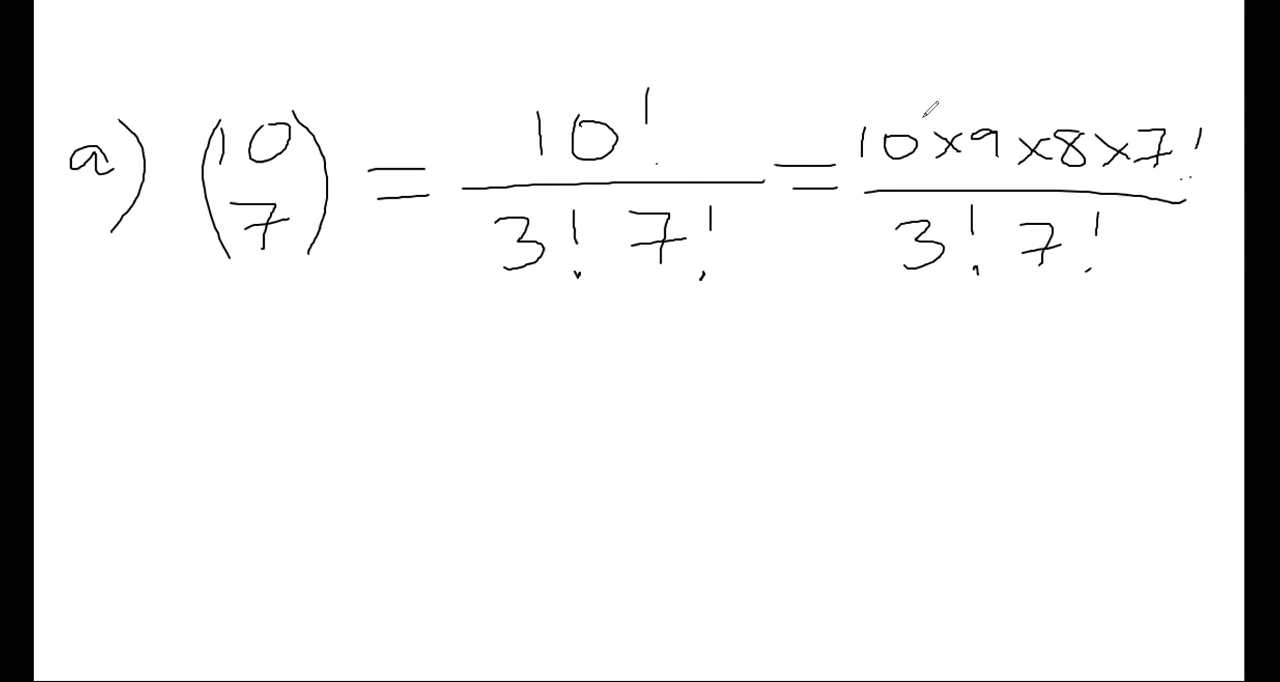 a) (10 7) = 10! / 3! 7! = 10 × 9 × 8 × 7! / 3! 7!